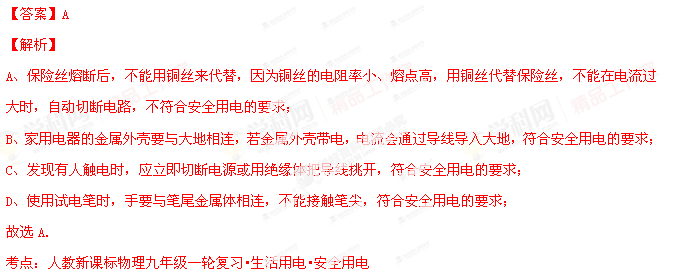 【答案】A
【解析】
A、保险丝熔断后，不能用铜丝来代替，因为铜丝的电阻率小、熔点高，用铜丝代替保险丝，不能在电流过
大时，自动切断电路，不符合安全用电的要求；
B、家用电器的金属外壳要与大地相连，若金属外壳带电，电流会通过导线导入大地，符合安全用电的要求；
C、发现有人触电时，应立即切断电源或用绝缘体把导线挑开，符合安全用电的要求；
D、使用试电笔时，手要与笔尾金属体相连，不能接触笔尖，符合安全用电的要求；
故选 A.
考点：人教新课标物理九年级一轮复习·生活用电·安全用电